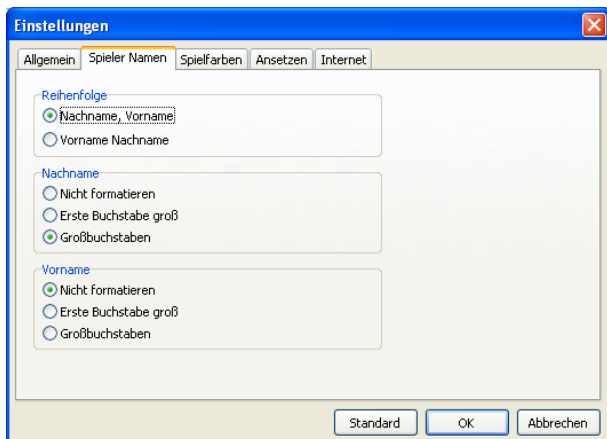 Einstellungen
Allgemein Spieler Namen Spielfarben Ansetzen Internet
Reihenfolge
Nachname, Vorname
Vorname Nachname
Nachname
Nicht formatieren
Erste Buchstabe groß
Großbuchstaben
Vorname
Nicht formatieren
Erste Buchstabe groß
Großbuchstaben
Standard OK Abbrechen